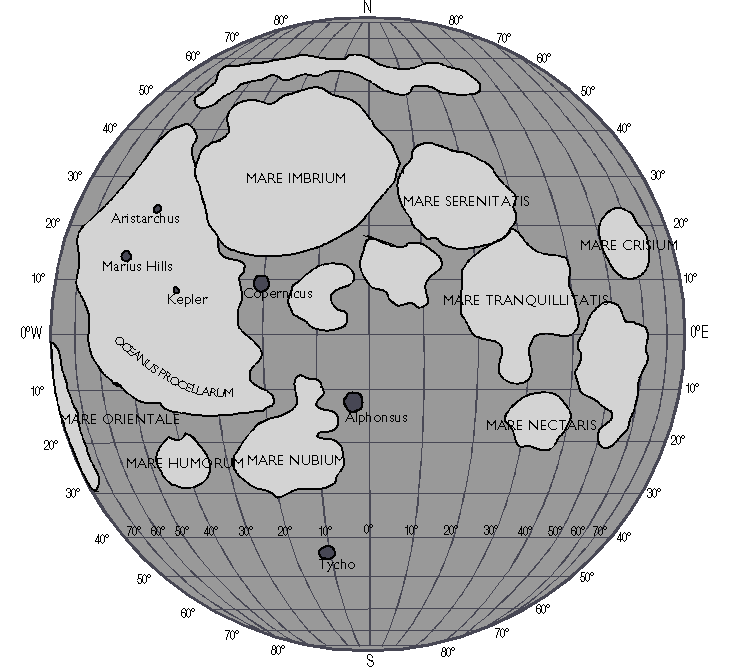 N
80° 80°
70° 70°
60° 60°
50° 50°
40° 40°
MARE IMBRIUM
30° 30°
MARE SERENITATIS
Aristarchus
20° 20°
MARE CRISIUM
Marius Hills
10° 10°
Copernicus
Kepler
MARE TRANQUILLITATIS
0°W 0°E
OCEANUS PROCELLARUM
10° 10°
MARE ORIENTALE
Alphonsus
MARE NECTARIS
20° 20°
MARE HUMORUM
MARE NUBIUM
30° 30°
70° 60° 50° 40° 30° 20° 10° 0° 10° 20° 30° 40° 50° 60° 70°
40° 40°
Tycho
50° 50°
60° 60°
70° 70°
80° 80°
S